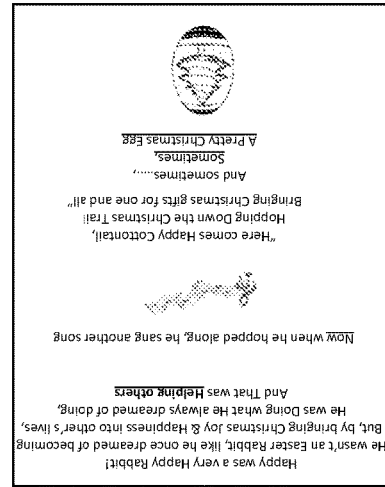 Happy was a very Happy Rabbit!
He wasn't an Easter Rabbit, like he once dreamed of becoming
But, by bringing Christmas Joy & Happiness into other's lives,
He was Doing what He always dreamed of doing,
And That was Helping others
Now when he hopped along, he sang another song
"Here comes Happy Cottontail,
Hopping Down the Christmas Trail
Bringing Christmas gifts for one and all"
And sometimes.....,
Sometimes,
A Pretty Christmas Egg